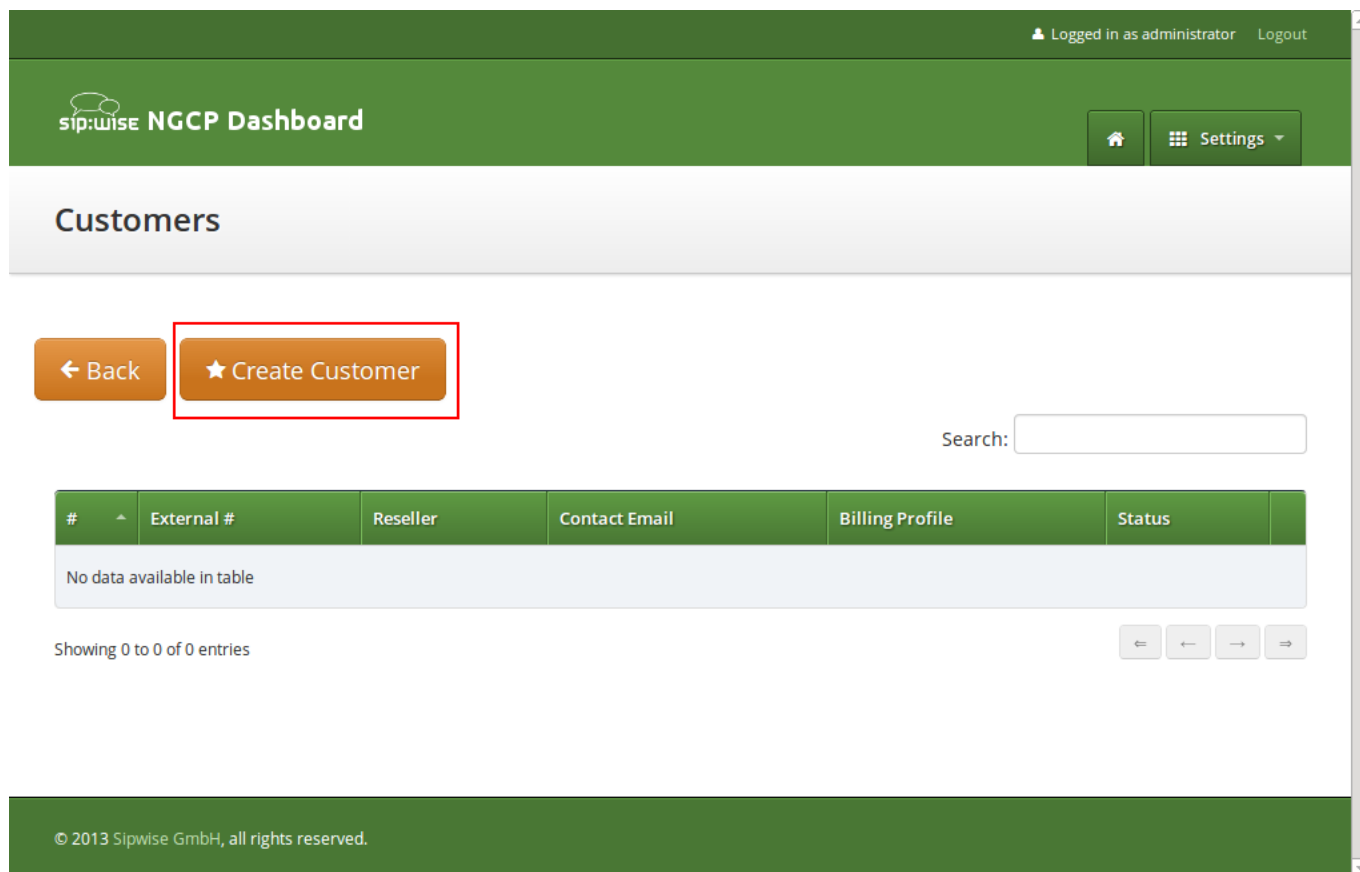 Logged in as administrator Logout
sip:wise NGCP Dashboard
Settings
Customers
Back Create Customer
Search:
# External # Reseller Contact Email Billing Profile Status
No data available in table
Showing 0 to 0 of 0 entries
⇐ ← → ⇒
© 2013 Sipwise GmbH, all rights reserved.